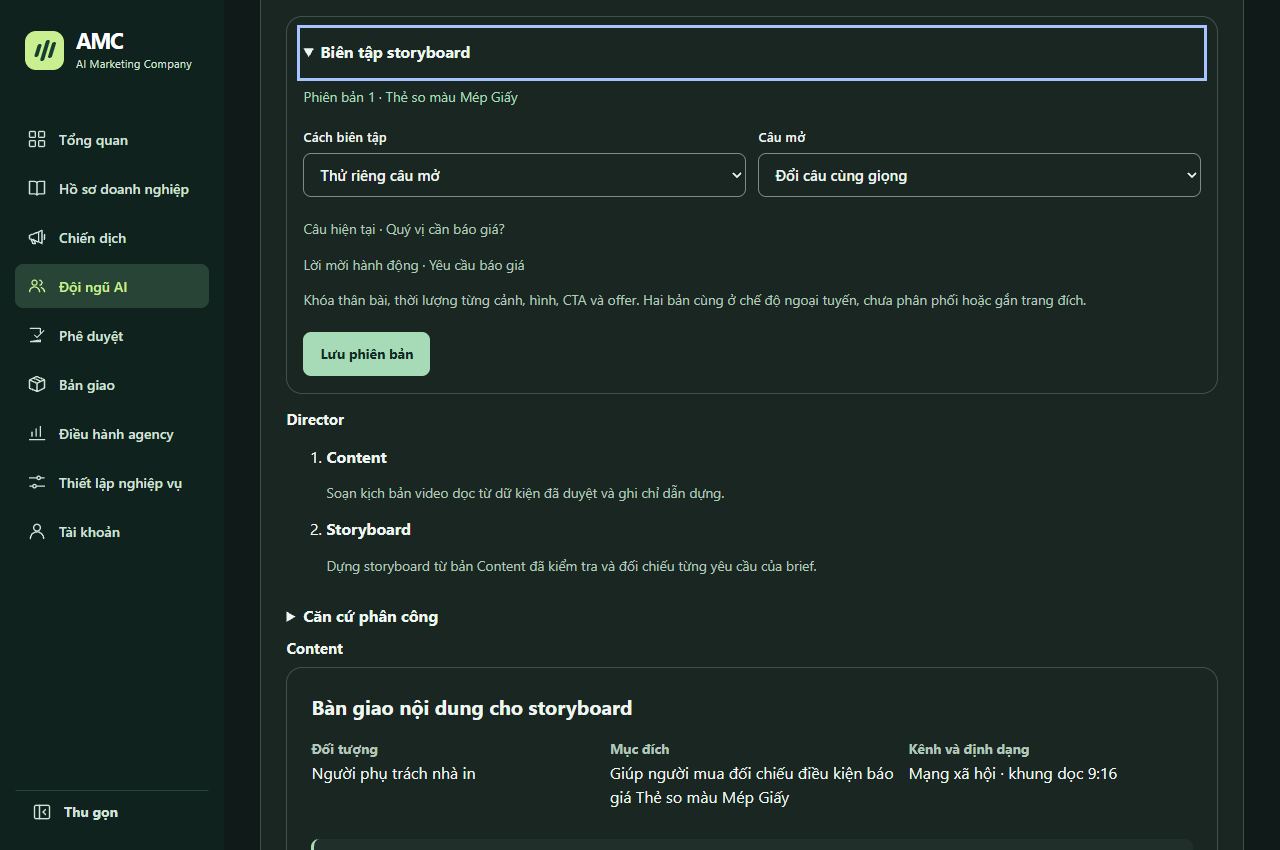 AMC
AI Marketing Company
Tổng quan
Hồ sơ doanh nghiệp
Chiến dịch
Đội ngũ AI
Phê duyệt
Bản giao
Điều hành agency
Thiết lập nghiệp vụ
Tài khoản
Thu gọn
Biên tập storyboard
Phiên bản 1 · Thẻ so màu Mép Giấy
Cách biên tập
Câu mở
Thử riêng câu mở
Đổi câu cùng giọng
Câu hiện tại · Quý vị cần báo giá?
Lời mời hành động · Yêu cầu báo giá
Khóa thân bài, thời lượng từng cảnh, hình, CTA và offer. Hai bản cùng ở chế độ ngoại tuyến, chưa phân phối hoặc gắn trang đích.
Lưu phiên bản
Director
1. Content
Soạn kịch bản video dọc từ dữ kiện đã duyệt và ghi chỉ dẫn dựng.
2. Storyboard
Dựng storyboard từ bản Content đã kiểm tra và đối chiếu từng yêu cầu của brief.
Căn cứ phân công
Content
Bàn giao nội dung cho storyboard
Đối tượng
Người phụ trách nhà in
Mục đích
Giúp người mua đối chiếu điều kiện báo
giá Thẻ so màu Mép Giấy
Kênh và định dạng
Mạng xã hội · khung dọc 9:16